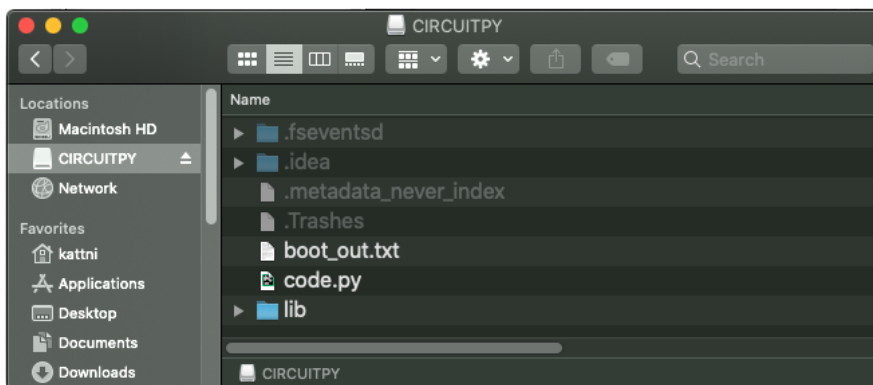 CIRCUITPY
Search
Locations
Macintosh HD
CIRCUITPY
Network
Favorites
kattni
Applications
Desktop
Documents
Downloads
Name
.fseventsd
.idea
.metadata_never_index
.Trashes
boot_out.txt
code.py
lib
CIRCUITPY